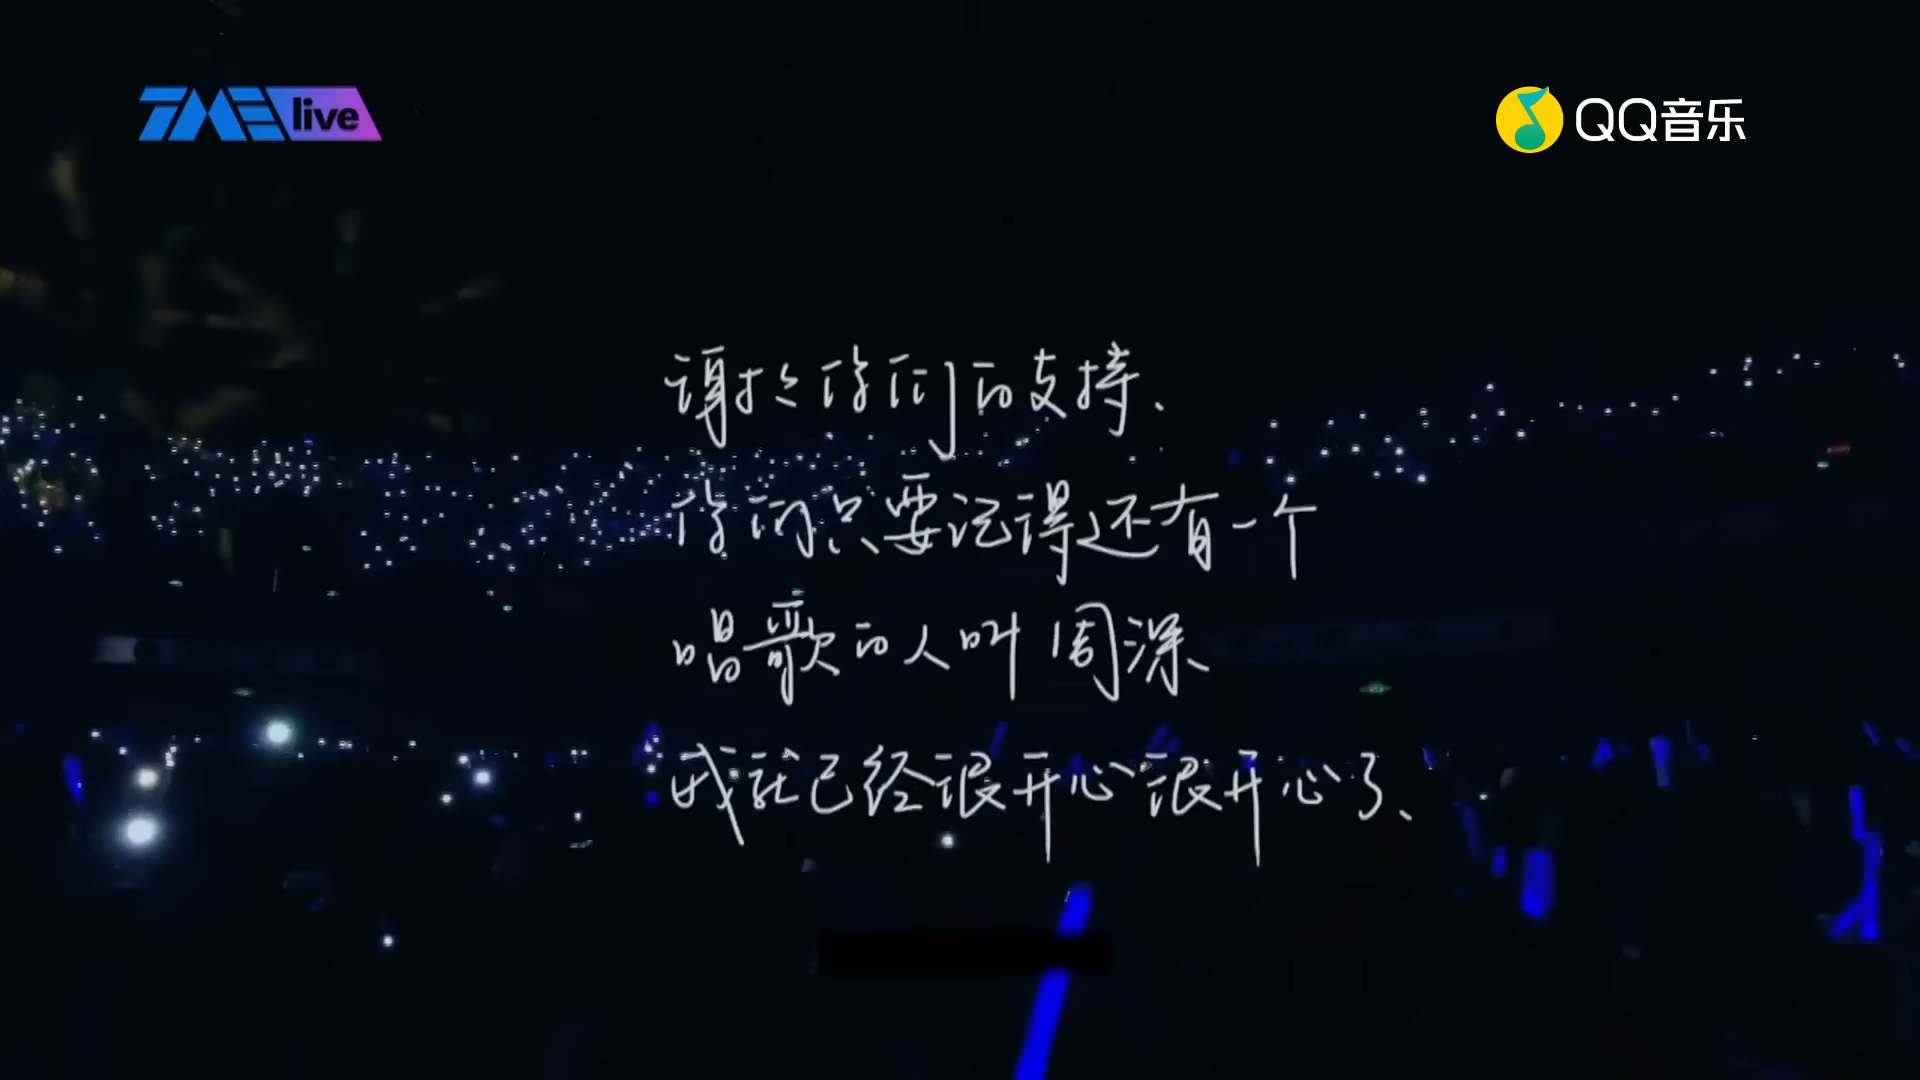 TME live
QQ音乐
谢谢你们的支持、
你们只要记得还有一个
唱歌的人叫周深
我就已经很开心很开心了、